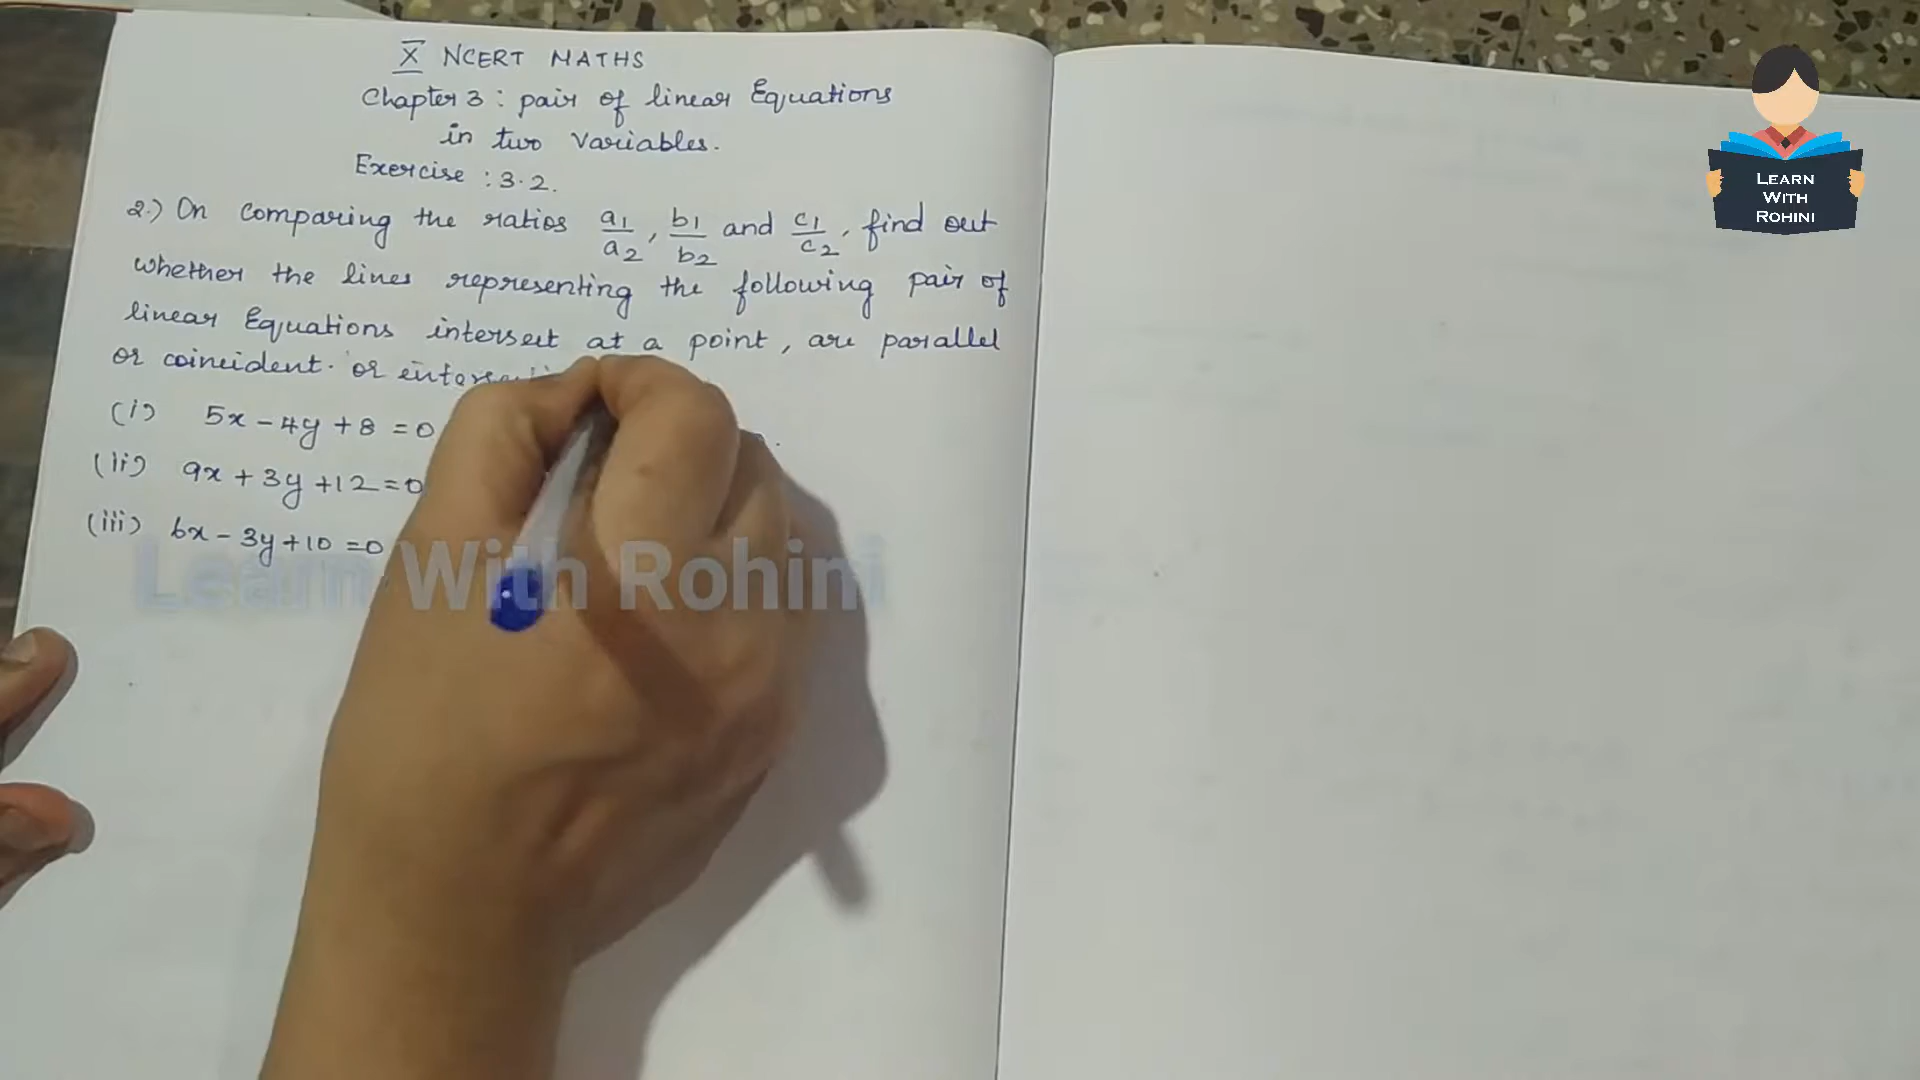 X NCERT MATHS
Chapter 3 : pair of linear Equations
in two variables.
Exercise : 3.2.
2.) On comparing the ratios a1/a2, b1/b2 and c1/c2, find out
whether the lines representing the following pair of
linear Equations intersect at a point, are parallel
or coincident. or
(i) 5x - 4y + 8 = 0
(ii) 9x + 3y + 12 = 0
(iii) 6x - 3y + 10 = 0
Learn With Rohini
LEARN
WITH
ROHINI